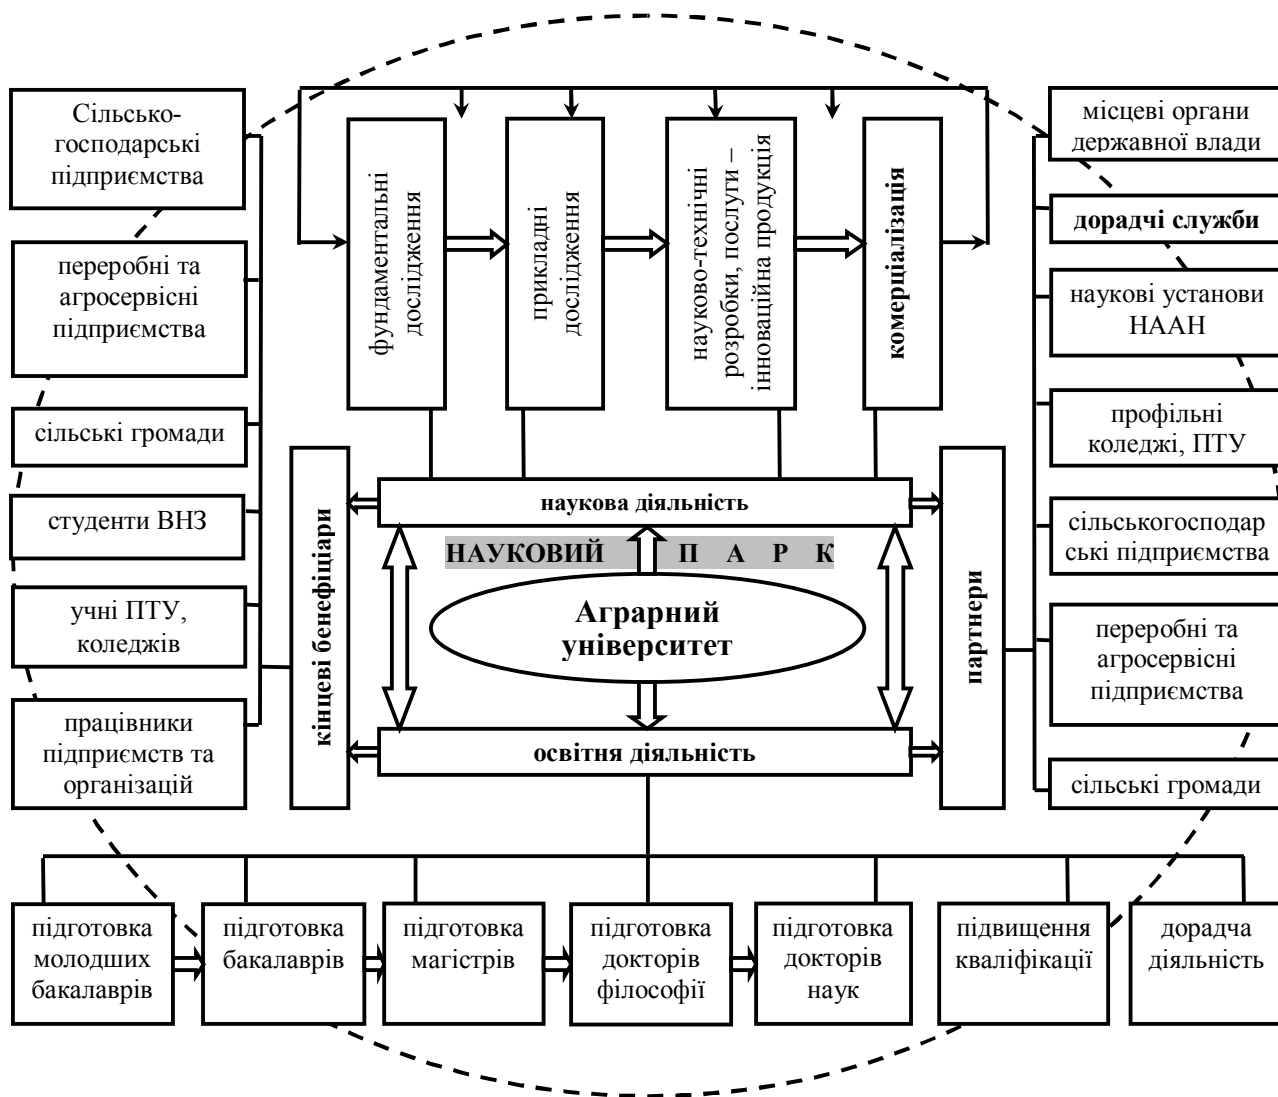 Сільсько-
господарські
підприємства
переробні та
агросервісні
підприємства
сільські громади
студенти ВНЗ
учні ПТУ,
коледжів
працівники
підприємств та
організацій
кінцеві бенефіціари
фундаментальні
дослідження
прикладні
дослідження
науково-технічні
розробки, послуги –
інноваційна продукція
комерціалізація
наукова діяльність
НАУКОВИЙ П А Р К
Аграрний
університет
освітня діяльність
партнери
місцеві органи
державної влади
дорадчі служби
наукові установи
НААН
профільні
коледжі, ПТУ
сільськогосподар
ські підприємства
переробні та
агросервісні
підприємства
сільські громади
підготовка
молодших
бакалаврів
підготовка
бакалаврів
підготовка
магістрів
підготовка
докторів
філософії
підготовка
докторів
наук
підвищення
кваліфікації
дорадча
діяльність